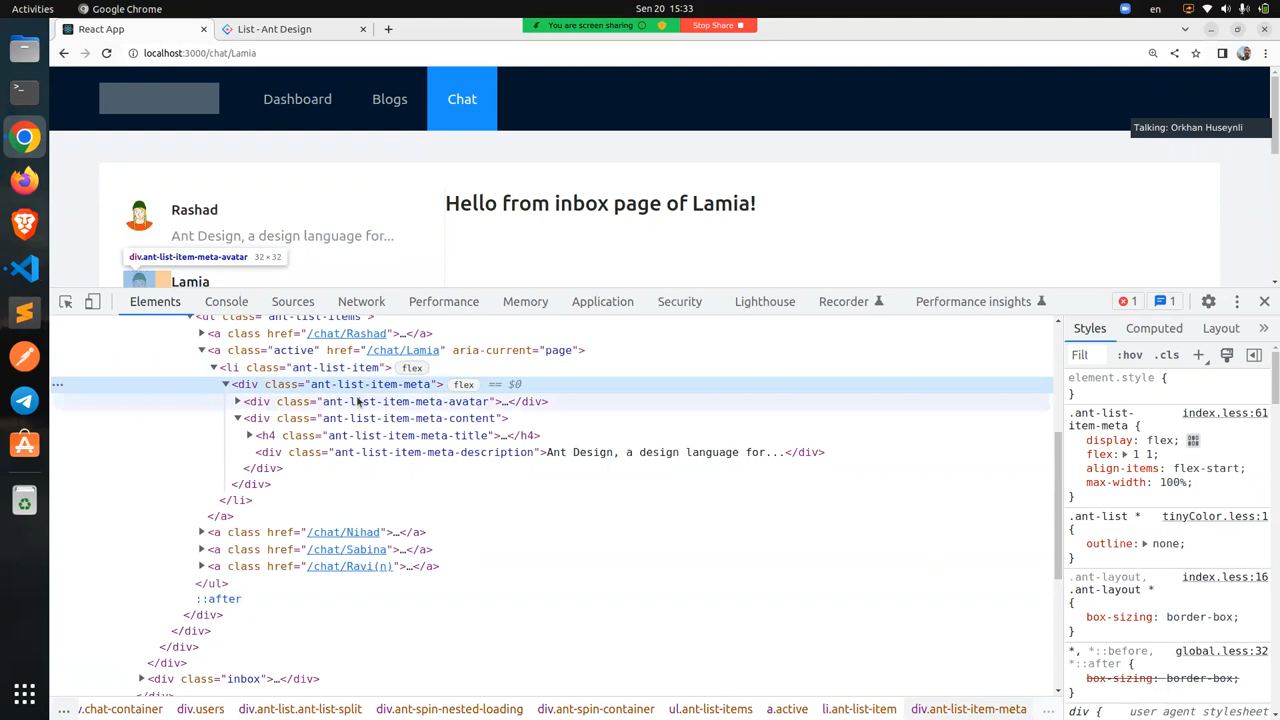 Activities
Google Chrome
Sen 20 15:33
en
React App
List - Ant Design
You are screen sharing
Stop Share
localhost:3000/chat/Lamia
Dashboard
Blogs
Chat
Talking: Orkhan Huseynli
Rashad
Ant Design, a design language for...
Hello from inbox page of Lamia!
div.ant-list-item-meta-avatar 32×32
Lamia
Elements
Console
Sources
Network
Performance
Memory
Application
Security
Lighthouse
Recorder
Performance insights
1
1
<ul class="ant-list-items">
<a class href="/chat/Rashad">…</a>
<a class="active" href="/chat/Lamia" aria-current="page">
<li class="ant-list-item"> flex
<div class="ant-list-item-meta"> flex == $0
<div class="ant-list-item-meta-avatar">…</div>
<div class="ant-list-item-meta-content">
<h4 class="ant-list-item-meta-title">…</h4>
<div class="ant-list-item-meta-description">Ant Design, a design language for...</div>
</div>
</div>
</li>
</a>
<a class href="/chat/Nihad">…</a>
<a class href="/chat/Sabina">…</a>
<a class href="/chat/Ravi(n)">…</a>
</ul>
::after
</div>
</div>
</div>
</div>
<div class="inbox">…</div>
</div>
Styles
Computed
Layout
Filt
:hov
.cls
element.style {
}
.ant-list-item-meta { index.less:61
display: flex;
flex: 1 1;
align-items: flex-start;
max-width: 100%;
}
.ant-list * tinyColor.less:1
{
outline: none;
}
.ant-layout, index.less:16
.ant-layout *
{
box-sizing: border-box;
}
*, *::before, global.less:32
*::after {
box-sizing: border-box;
}
div { user agent stylesheet
... v.chat-container div.users div.ant-list.ant-list-split div.ant-spin-nested-loading div.ant-spin-container ul.ant-list-items a.active li.ant-list-item div.ant-list-item-meta ...